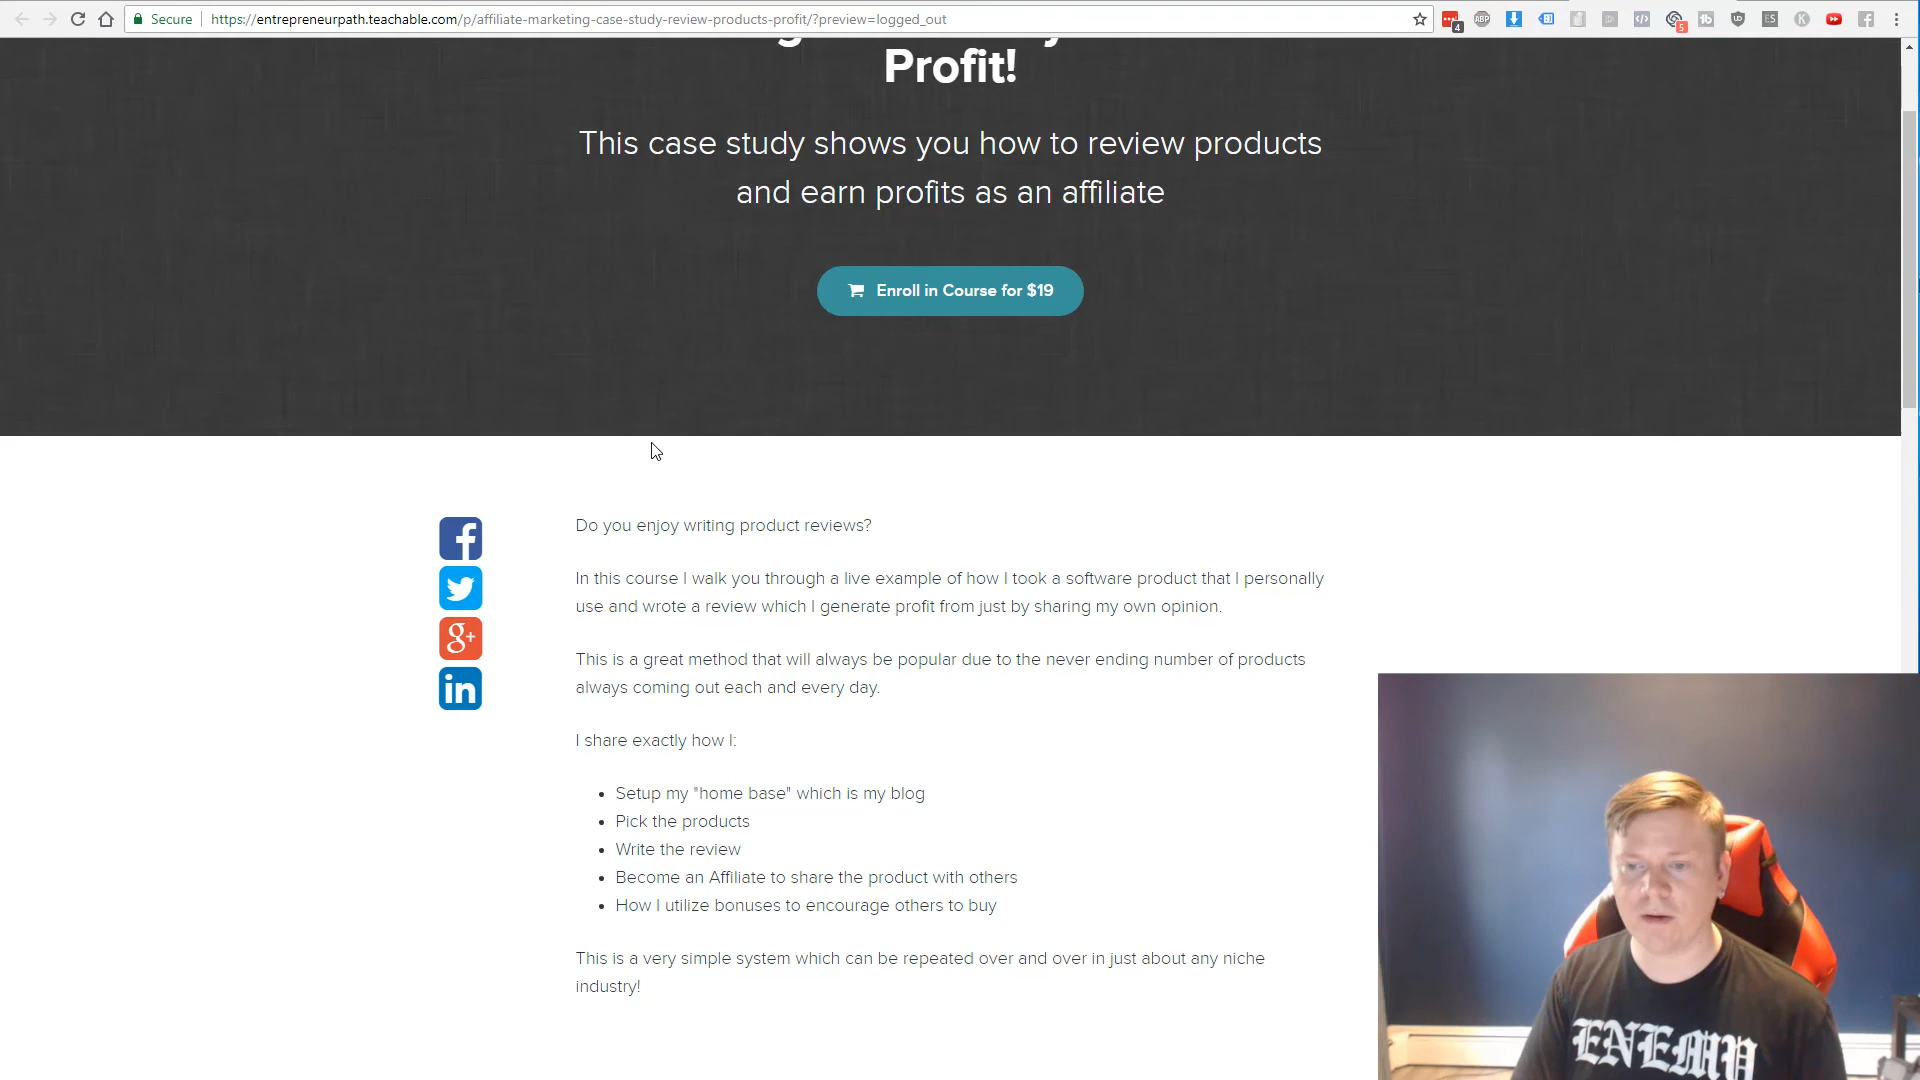 Secure https://entrepreneurpath.teachable.com/p/affiliate-marketing-case-study-review-products-profit/?preview=logged_out
Profit!
This case study shows you how to review products
and earn profits as an affiliate
Enroll in Course for $19
Do you enjoy writing product reviews?
In this course I walk you through a live example of how I took a software product that I personally
use and wrote a review which I generate profit from just by sharing my own opinion.
This is a great method that will always be popular due to the never ending number of products
always coming out each and every day.
I share exactly how I:
• Setup my "home base" which is my blog
• Pick the products
• Write the review
• Become an Affiliate to share the product with others
• How I utilize bonuses to encourage others to buy
This is a very simple system which can be repeated over and over in just about any niche
industry!
f
g+
in
4
ABP
5
ES
K
ENEMY